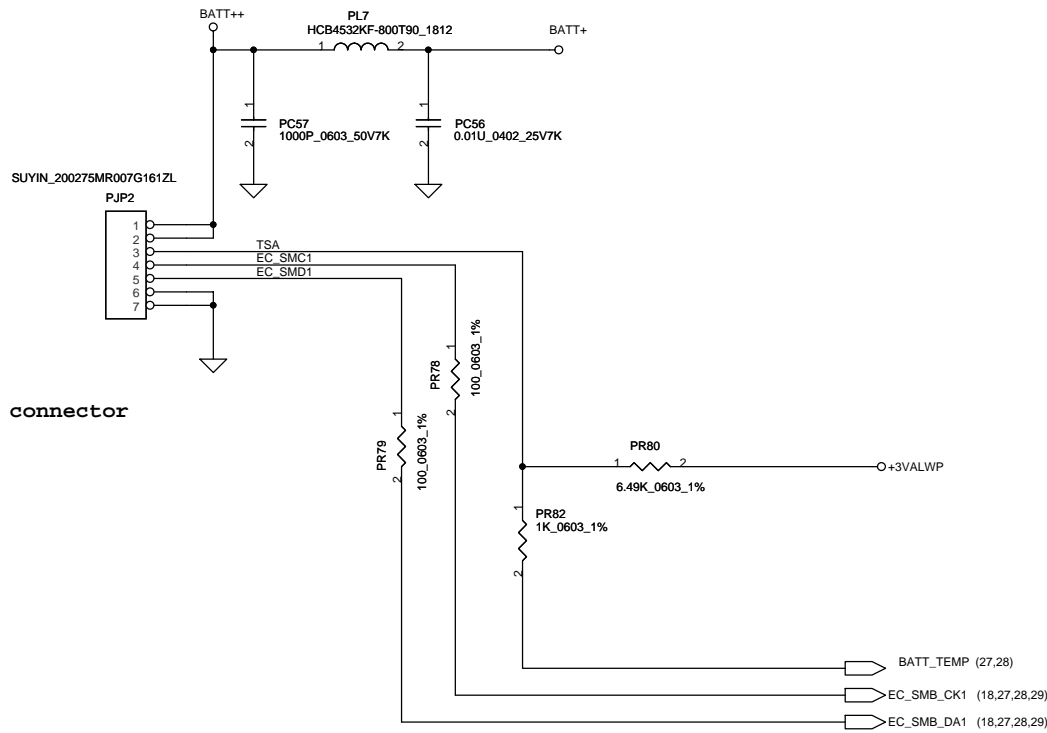 BATT++
PL7
HCB4532KF-800T90_1812
BATT+
1
2
1
PC57
1000P_0603_50V7K
2
1
PC56
0.01U_0402_25V7K
2
SUYIN_200275MR007G161ZL
PJP2
1
2
3
4
5
6
7
TSA
EC_SMC1
EC_SMD1
1
PR78
100_0603_1%
2
connector
1
PR79
100_0603_1%
2
PR80
1
2
6.49K_0603_1%
+3VALWP
1
PR82
1K_0603_1%
2
BATT_TEMP (27,28)
EC_SMB_CK1 (18,27,28,29)
EC_SMB_DA1 (18,27,28,29)